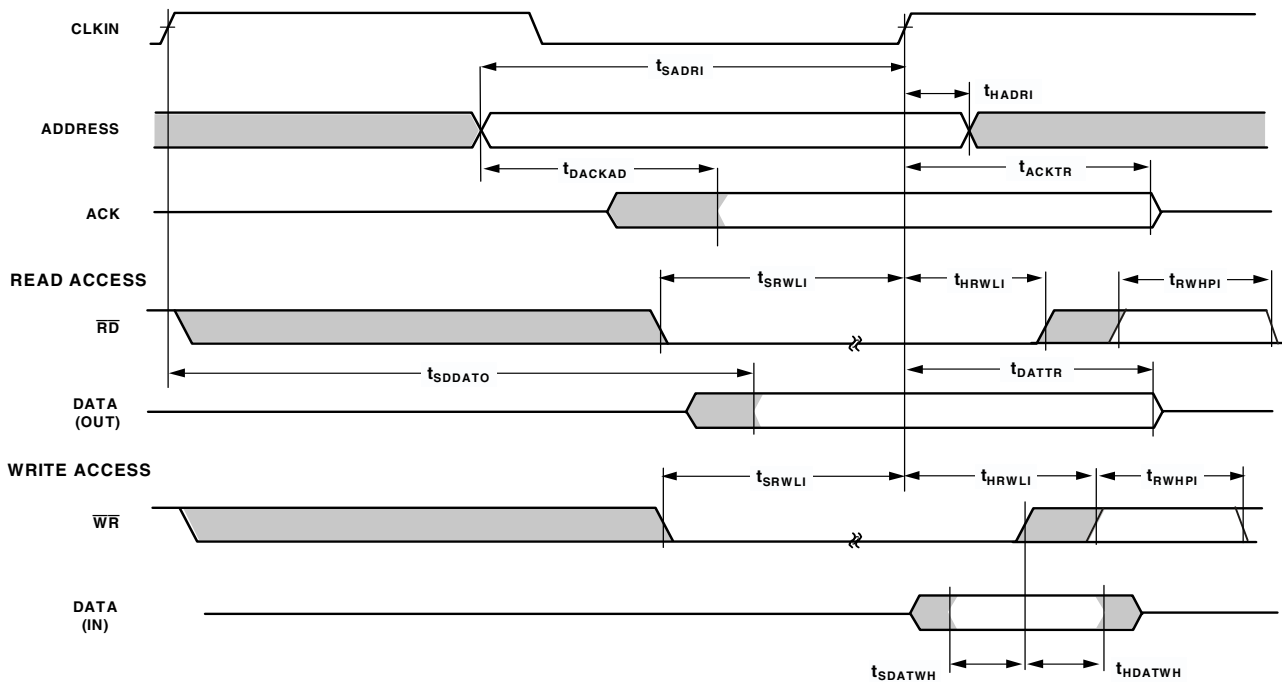 CLKIN
tSADRI
tHADRI
ADDRESS
tDACKAD
tACKTR
ACK
READ ACCESS
tSRWLI
tHRWLI
tRWHPI
RD
tSDDATO
tDATTR
DATA
(OUT)
WRITE ACCESS
tSRWLI
tHRWLI
tRWHPI
WR
DATA
(IN)
tSDATWH
tHDATWH